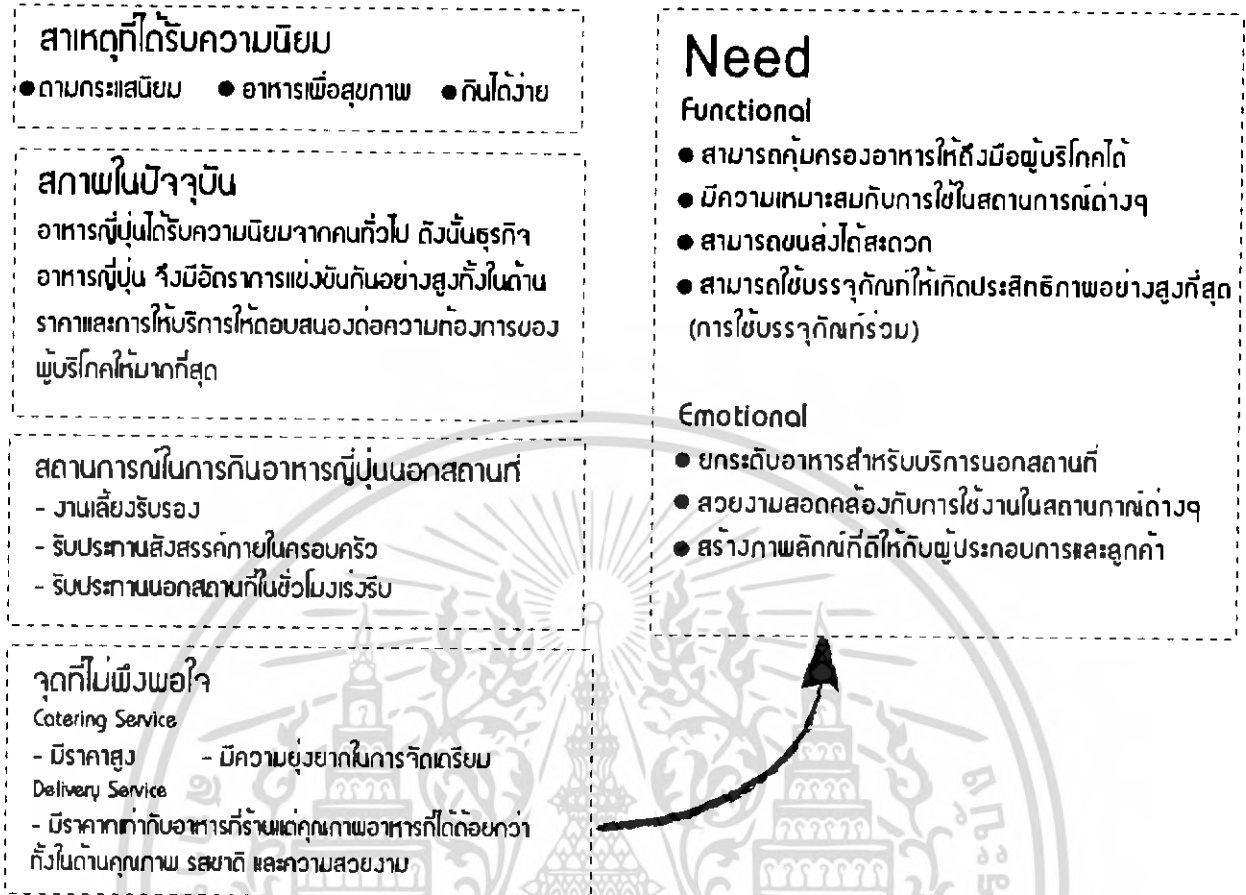 สาเหตุที่ได้รับความนิยม
● ตามกระแสนิยม ● อาหารเพื่อสุขภาพ ● กินได้ง่าย
สภาพในปัจจุบัน
อาหารญี่ปุ่นได้รับความนิยมจากคนทั่วไป ดังนั้นธุรกิจ
อาหารญี่ปุ่น จึงมีอัตราการแข่งขันกันอย่างสูงทั้งในด้าน
ราคาและการให้บริการให้ตอบสนองต่อความต้องการของ
ผู้บริโภคให้มากที่สุด
สถานการณ์ในการกินอาหารญี่ปุ่นนอกสถานที่
- งานเลี้ยงรับรอง
- รับประทานสังสรรค์ภายในครอบครัว
- รับประทานนอกสถานที่ในชั่วโมงเร่งรีบ
จุดที่ไม่พึงพอใจ
Catering Service
- มีราคาสูง - มีความยุ่งยากในการจัดเตรียม
Delivery Service
- มีราคาเท่ากับอาหารที่ร้านแต่คุณภาพอาหารที่ได้ด้อยกว่า
ทั้งในด้านคุณภาพ รสชาติ และความสวยงาม
Need
Functional
● สามารถคุ้มครองอาหารให้ถึงมือผู้บริโภคได้
● มีความเหมาะสมกับการใช้ในสถานการณ์ต่างๆ
● สามารถขนส่งได้สะดวก
● สามารถใช้บรรจุภัณฑ์ให้เกิดประสิทธิภาพอย่างสูงที่สุด
(การใช้บรรจุภัณฑ์ร่วม)
Emotional
● ยกระดับอาหารสำหรับบริการนอกสถานที่
● สวยงามสอดคล้องกับการใช้งานในสถานกาณ์ต่างๆ
● สร้างภาพลักณ์ที่ดีให้กับผู้ประกอบการและลูกค้า